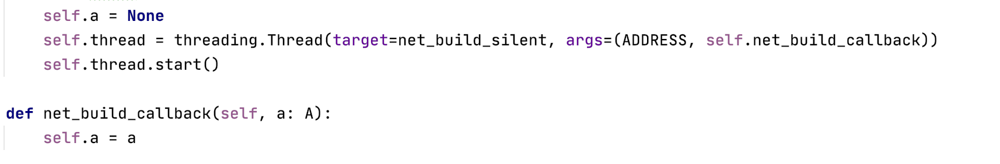 self.a = None
self.thread = threading.Thread(target=net_build_silent, args=(ADDRESS, self.net_build_callback))
self.thread.start()
def net_build_callback(self, a: A):
self.a = a